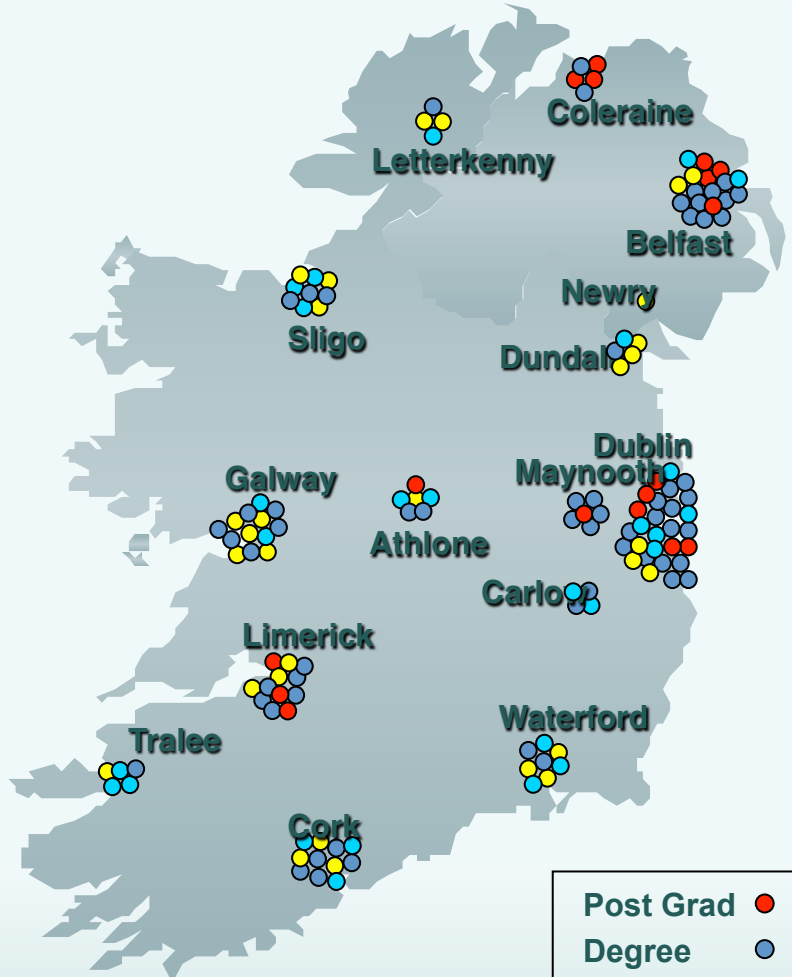 Coleraine
Letterkenny
Belfast
Newry
Sligo
Dundalk
Dublin
Maynooth
Galway
Athlone
Carlow
Limerick
Waterford
Tralee
Cork
Post Grad
Degree